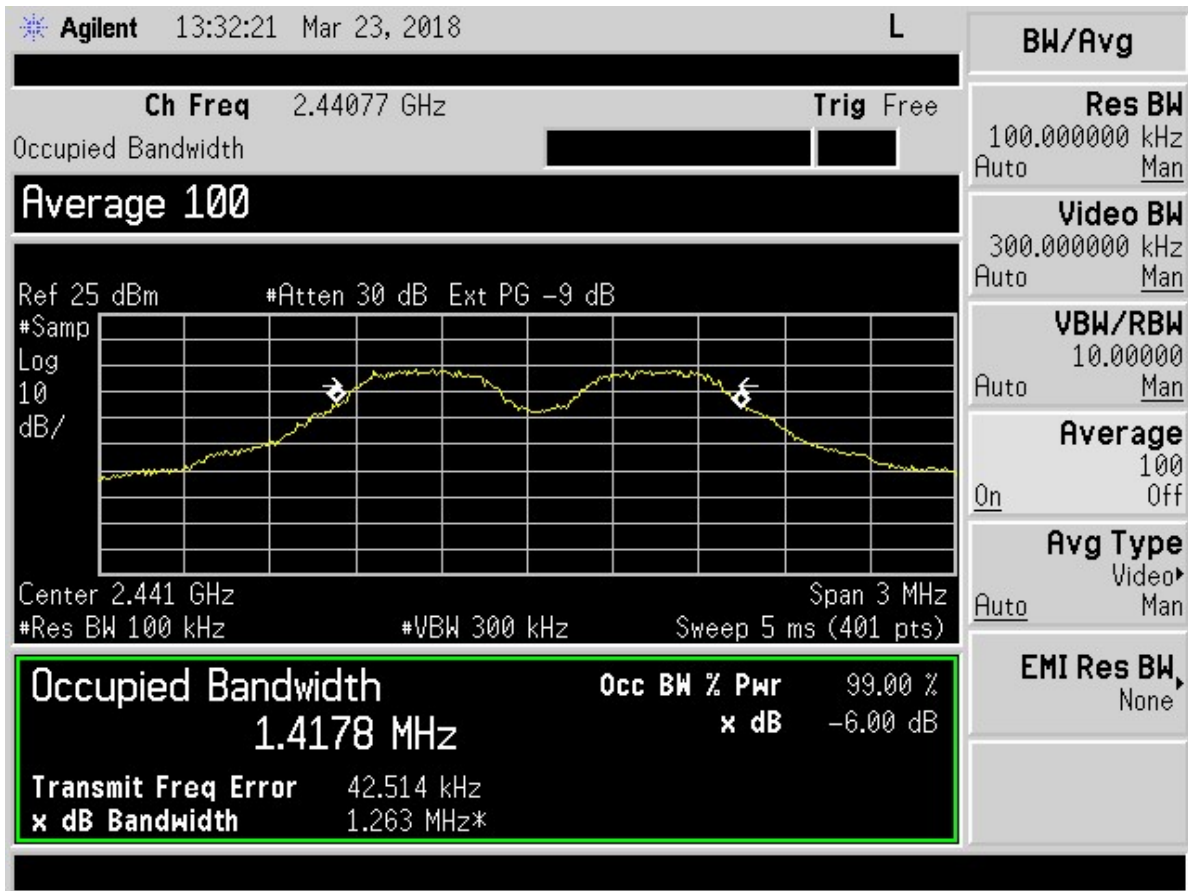 Agilent 13:32:21 Mar 23, 2018 L
BW/Avg
Ch Freq 2.44077 GHz Trig Free
Occupied Bandwidth
Average 100
Ref 25 dBm #Atten 30 dB Ext PG -9 dB
#Samp
Log
10
dB/
Center 2.441 GHz Span 3 MHz
#Res BW 100 kHz #VBW 300 kHz Sweep 5 ms (401 pts)
Occupied Bandwidth Occ BW % Pwr 99.00 %
1.4178 MHz x dB -6.00 dB
Transmit Freq Error 42.514 kHz
x dB Bandwidth 1.263 MHz*
Res BW
100.000000 kHz
Auto Man
Video BW
300.000000 kHz
Auto Man
VBW/RBW
10.00000
Auto Man
Average
100
On Off
Avg Type
Video
Auto Man
EMI Res BW
None